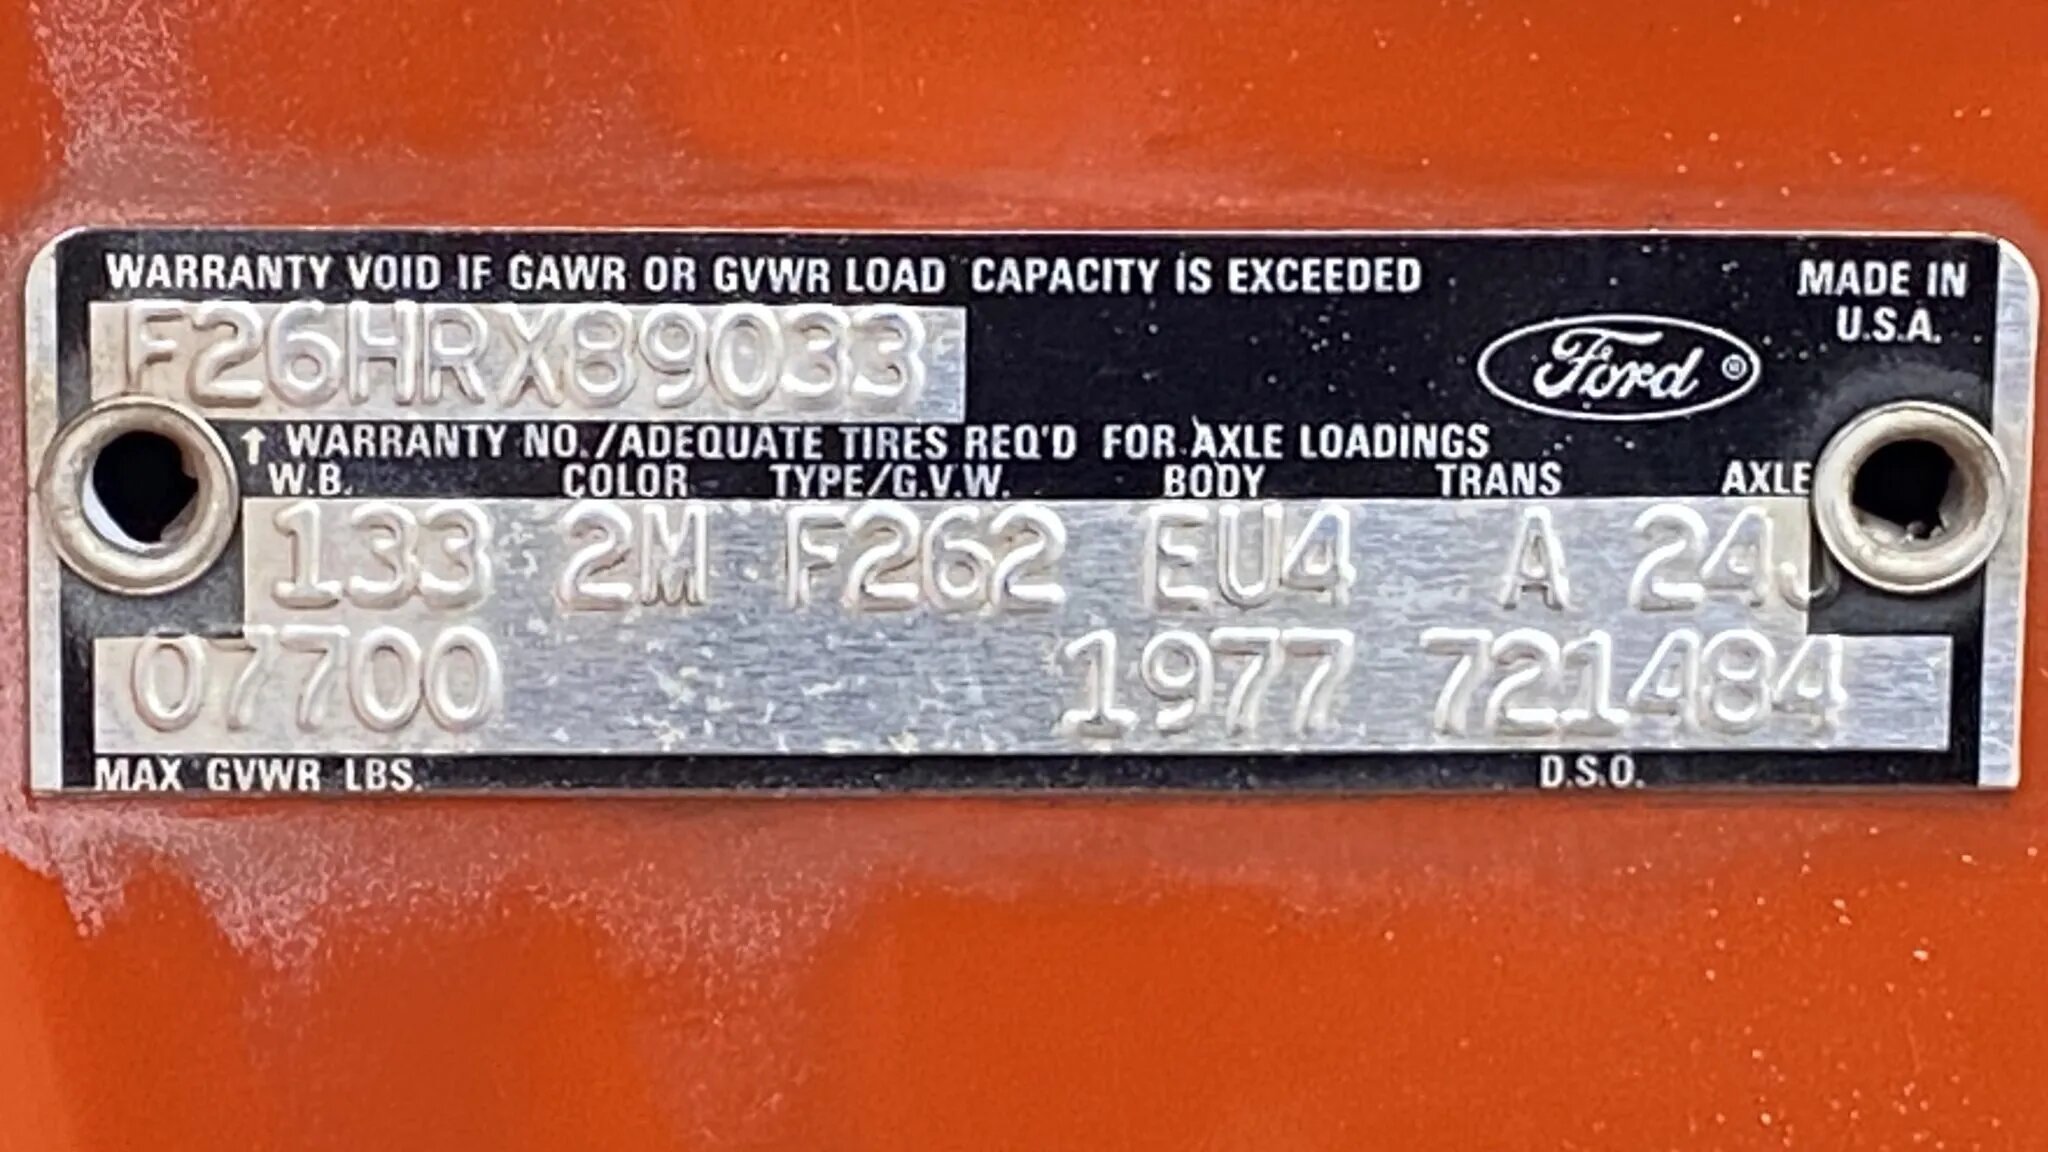 WARRANTY VOID IF GAWR OR GVWR LOAD CAPACITY IS EXCEEDED
MADE IN
U.S.A.
F26HRX89033
Ford ®
↑ WARRANTY NO./ADEQUATE TIRES REQ'D FOR AXLE LOADINGS
W.B. COLOR TYPE/G.V.W. BODY TRANS AXLE
133 2M F262 EU4 A 24J
07700 1977 721484
MAX GVWR LBS. D.S.O.